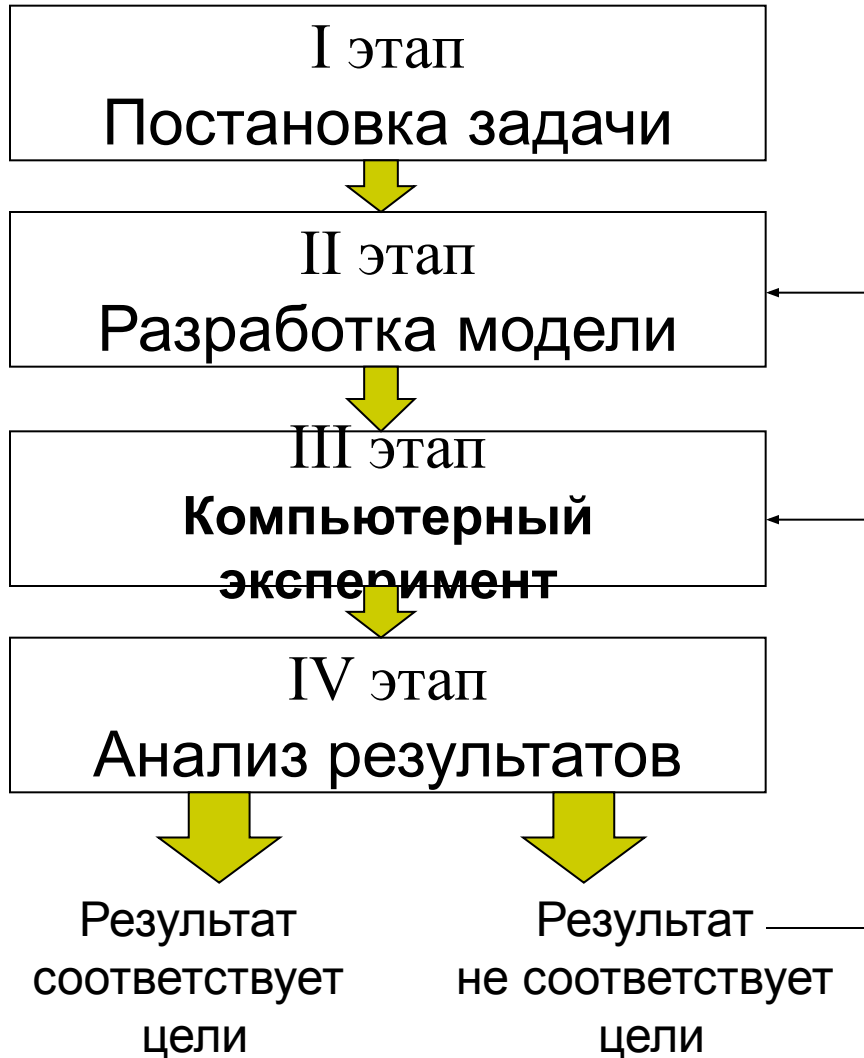 I этап
Постановка задачи
II этап
Разработка модели
III этап
Компьютерный
эксперимент
IV этап
Анализ результатов
Результат
соответствует
цели
Результат
не соответствует
цели